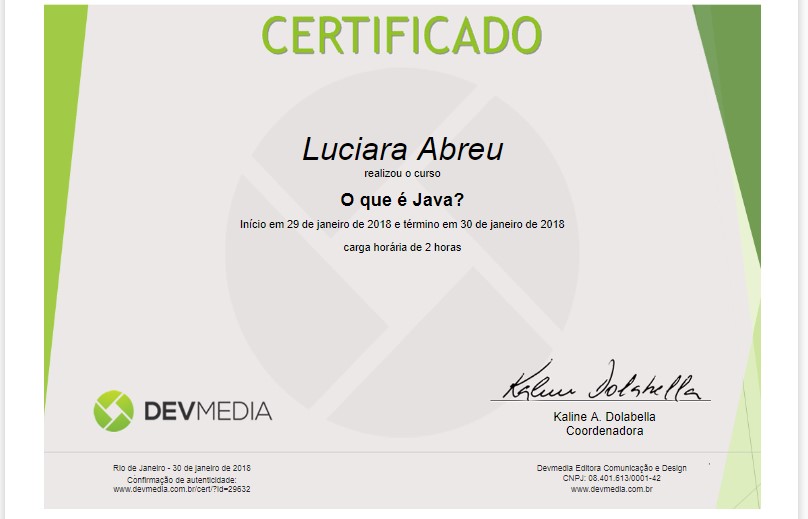 CERTIFICADO
Luciara Abreu
realizou o curso
O que é Java?
Início em 29 de janeiro de 2018 e término em 30 de janeiro de 2018
carga horária de 2 horas
Kaline Dolabella
Kaline A. Dolabella
Coordenadora
DEVMEDIA
Rio de Janeiro - 30 de janeiro de 2018
Confirmação de autenticidade:
www.devmedia.com.br/cert/?id=29632
Devmedia Editora Comunicação e Design
CNPJ: 08.401.613/0001-42
www.devmedia.com.br